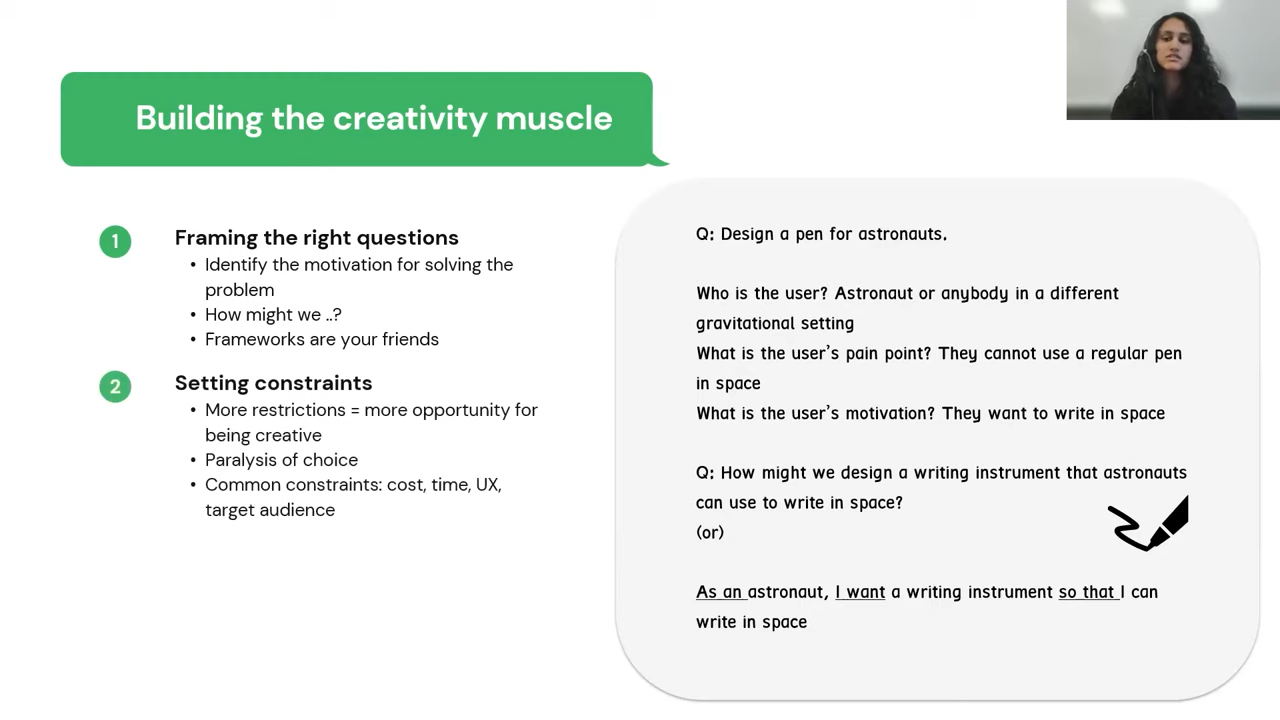 Building the creativity muscle
1
Framing the right questions
• Identify the motivation for solving the
problem
• How might we ..?
• Frameworks are your friends
2
Setting constraints
• More restrictions = more opportunity for
being creative
• Paralysis of choice
• Common constraints: cost, time, UX,
target audience
Q: Design a pen for astronauts.
Who is the user? Astronaut or anybody in a different
gravitational setting
What is the user's pain point? They cannot use a regular pen
in space
What is the user's motivation? They want to write in space
Q: How might we design a writing instrument that astronauts
can use to write in space?
(or)
As an astronaut, I want a writing instrument so that I can
write in space